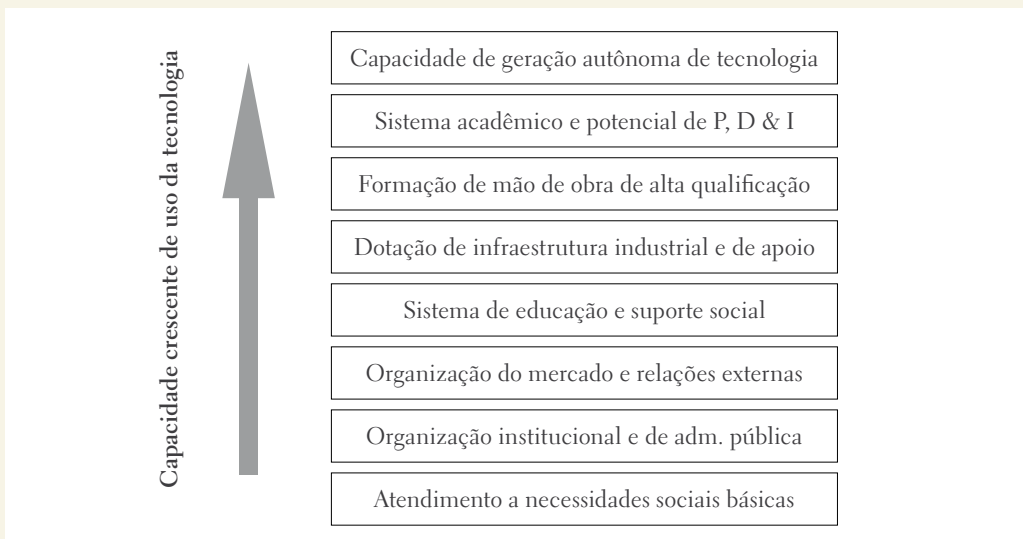 Capacidade crescente de uso da tecnologia
Capacidade de geração autônoma de tecnologia
Sistema acadêmico e potencial de P, D & I
Formação de mão de obra de alta qualificação
Dotação de infraestrutura industrial e de apoio
Sistema de educação e suporte social
Organização do mercado e relações externas
Organização institucional e de adm. pública
Atendimento a necessidades sociais básicas